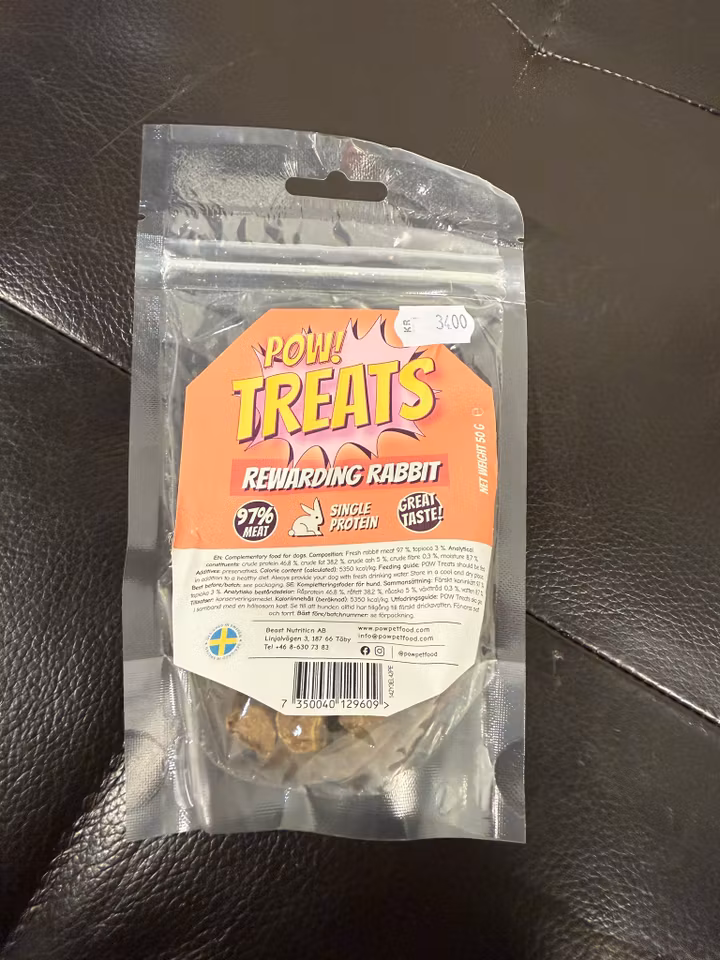 KR 34.00
POW!
TREATS
NET WEIGHT 50 G ℮
REWARDING RABBIT
97%
MEAT
SINGLE
PROTEIN
GREAT
TASTE!
EN: Complementary food for dogs. Composition: Fresh rabbit meat 97 %, tapioca 3 %. Analytical
constituents: crude protein 46,8 %, crude fat 38,2 %, crude ash 5 %, crude fibre 0,3 %, moisture 8,7 %.
Additives: preservatives. Calorie content (calculated): 5350 kcal/kg. Feeding guide: POW Treats should be fed
in addition to a healthy diet. Always provide your dog with fresh drinking water. Store in a cool and dry place.
Best before/batch: see packaging. SE: Kompletteringsfoder för hund. Sammansättning: Färskt kaninkött 97 %,
tapioka 3 %. Analytiska beståndsdelar: Råprotein 46,8 %, råfett 38,2 %, råaska 5 %, växttråd 0,3 %, vatten 8,7 %.
Tillsatser: konserveringsmedel. Kaloriinnehåll (beräknad): 5350 kcal/kg. Utfodringsguide: POW Treats ges
i samband med en hälsosam kost. Se till att hunden alltid har tillgång till färskt dricksvatten. Förvaras svalt
och torrt. Bäst före/batchnummer: se förpackning.
Beast Nutrition AB
Linjalvägen 3, 187 66 Täby
Tel +46 8-630 73 83
www.powpetfood.com
info@powpetfood.com
@powpetfood
7 350040 129609 >